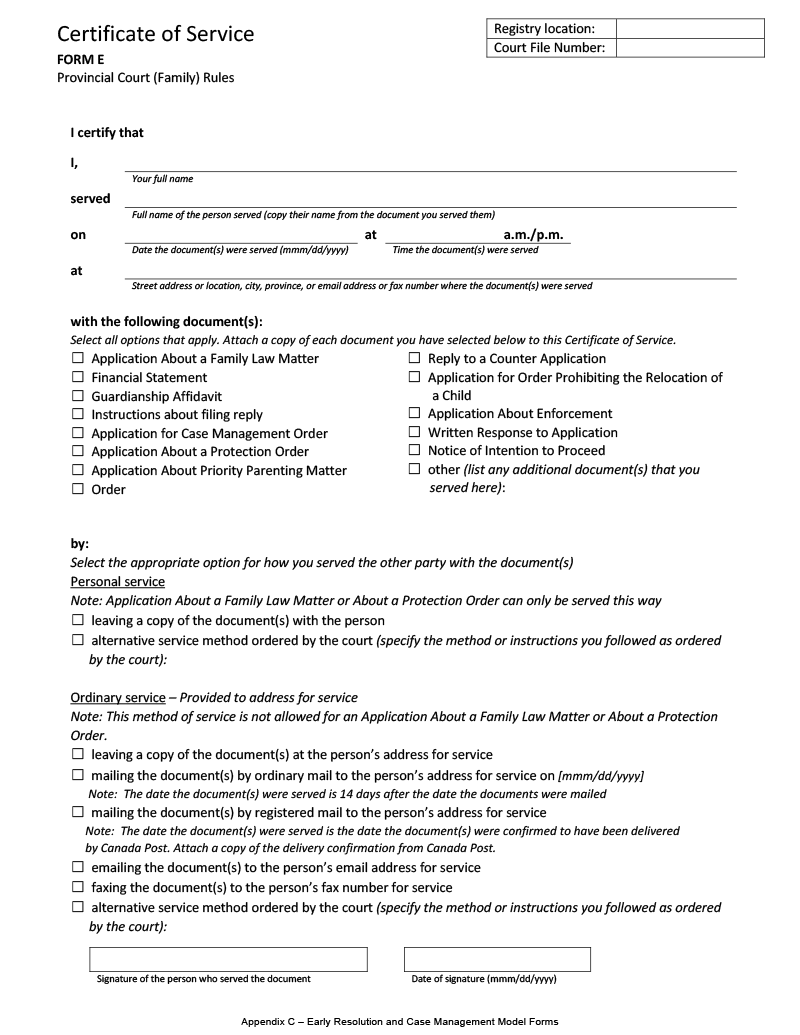 Certificate of Service
FORM E
Provincial Court (Family) Rules
Registry location:
Court File Number:
I certify that
I,
Your full name
served
Full name of the person served (copy their name from the document you served them)
on at a.m./p.m.
Date the document(s) were served (mmm/dd/yyyy) Time the document(s) were served
at
Street address or location, city, province, or email address or fax number where the document(s) were served
with the following document(s):
Select all options that apply. Attach a copy of each document you have selected below to this Certificate of Service.
☐ Application About a Family Law Matter
☐ Financial Statement
☐ Guardianship Affidavit
☐ Instructions about filing reply
☐ Application for Case Management Order
☐ Application About a Protection Order
☐ Application About Priority Parenting Matter
☐ Order
☐ Reply to a Counter Application
☐ Application for Order Prohibiting the Relocation of
a Child
☐ Application About Enforcement
☐ Written Response to Application
☐ Notice of Intention to Proceed
☐ other (list any additional document(s) that you
served here):
by:
Select the appropriate option for how you served the other party with the document(s)
Personal service
Note: Application About a Family Law Matter or About a Protection Order can only be served this way
☐ leaving a copy of the document(s) with the person
☐ alternative service method ordered by the court (specify the method or instructions you followed as ordered
by the court):
Ordinary service – Provided to address for service
Note: This method of service is not allowed for an Application About a Family Law Matter or About a Protection
Order.
☐ leaving a copy of the document(s) at the person's address for service
☐ mailing the document(s) by ordinary mail to the person's address for service on [mmm/dd/yyyy]
Note: The date the document(s) were served is 14 days after the date the documents were mailed
☐ mailing the document(s) by registered mail to the person's address for service
Note: The date the document(s) were served is the date the document(s) were confirmed to have been delivered
by Canada Post. Attach a copy of the delivery confirmation from Canada Post.
☐ emailing the document(s) to the person's email address for service
☐ faxing the document(s) to the person's fax number for service
☐ alternative service method ordered by the court (specify the method or instructions you followed as ordered
by the court):
Signature of the person who served the document
Date of signature (mmm/dd/yyyy)
Appendix C – Early Resolution and Case Management Model Forms